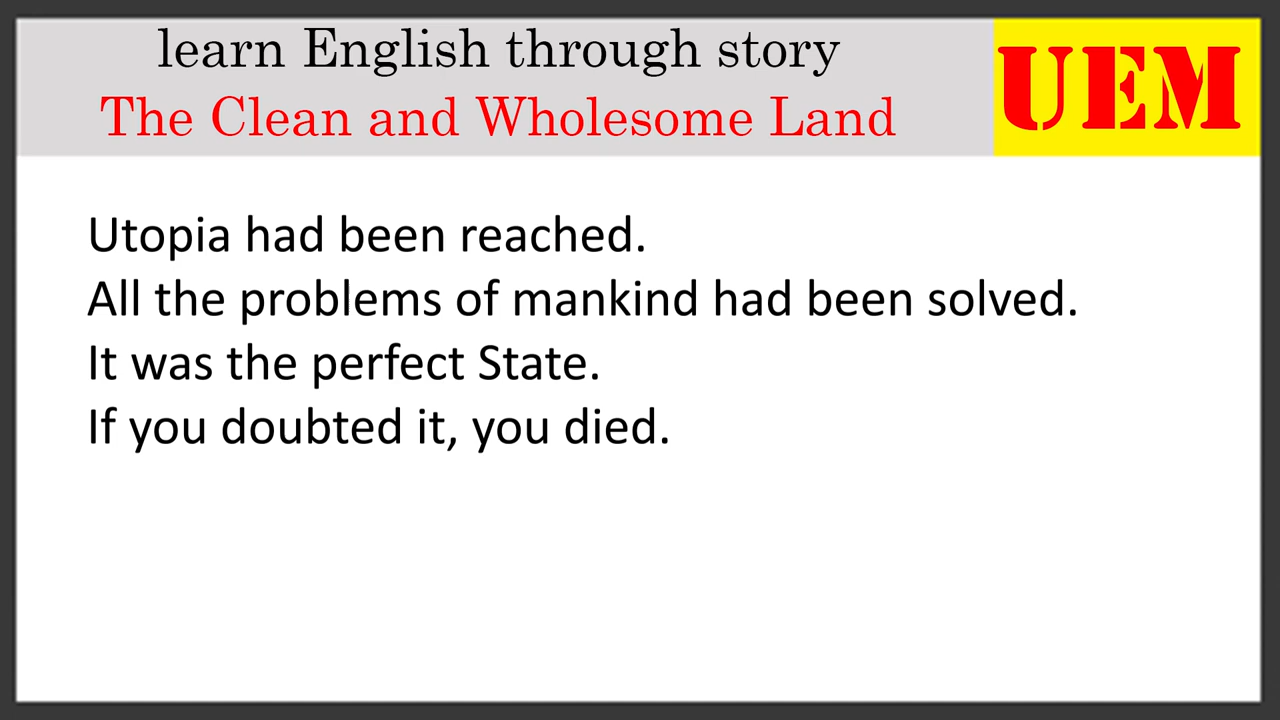 learn English through story
The Clean and Wholesome Land
UEM
Utopia had been reached.
All the problems of mankind had been solved.
It was the perfect State.
If you doubted it, you died.